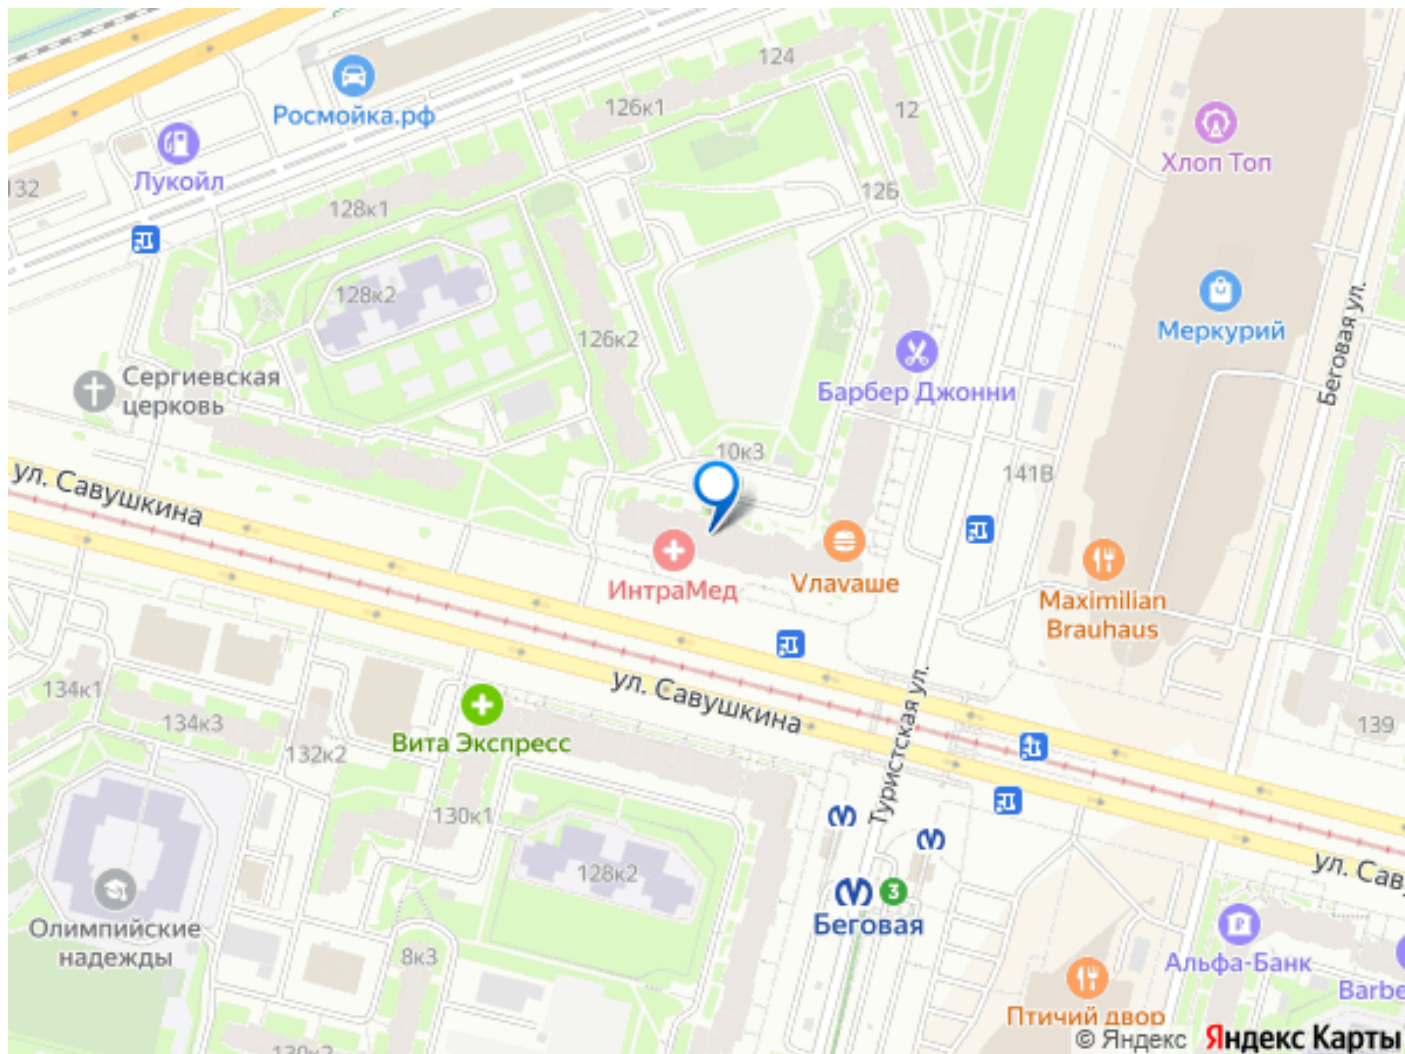 124
126к1
12
Росмойка.рф
Хлоп Топ
Лукойл
132
126
128к1
128к2
126к2
Меркурий
Беговая ул.
Сергиевская
церковь
Барбер Джонни
10к3
141В
ул. Савушкина
ИнтраМед
Vлаvаше
Maximilian
Brauhaus
ул. Савушкина
Туристская ул.
134к1
134к3
132к2
Вита Экспресс
139
130к1
128к2
ул. Сав
3
Беговая
Олимпийские
надежды
8к3
Альфа-Банк
Barbe
Птичий двор
130к2
© Яндекс Яндекс Карты